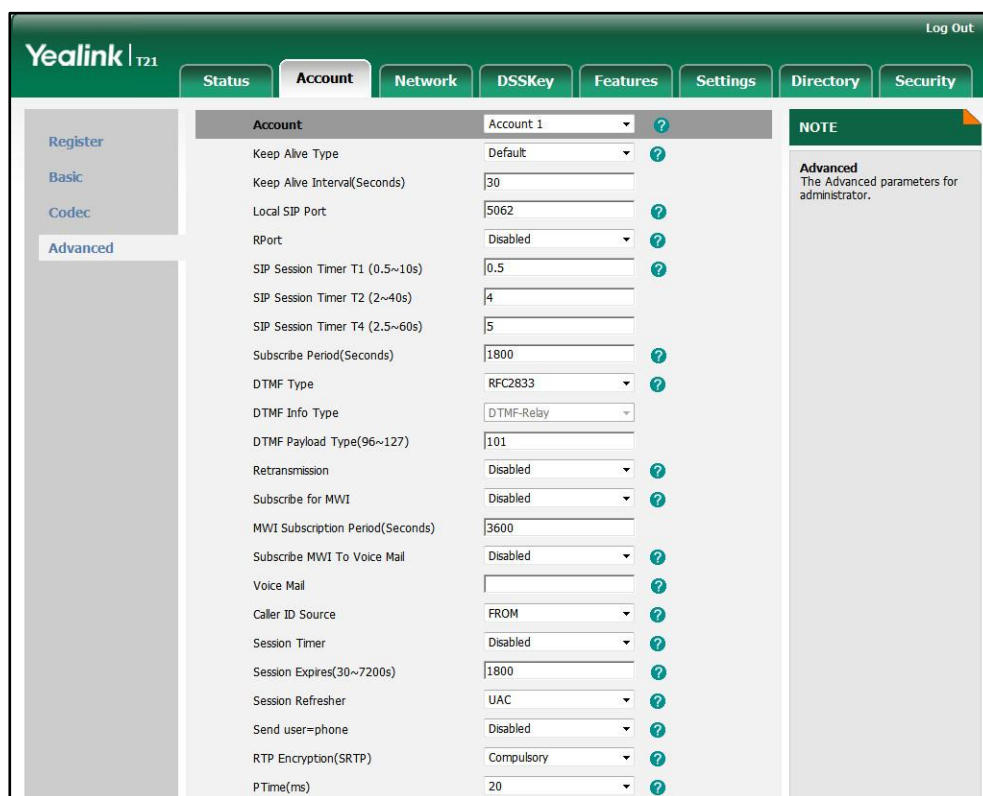 Log Out
Yealink | T21
Status Account Network DSSKey Features Settings Directory Security
Register
Basic
Codec
Advanced
Account Account 1 ?
Keep Alive Type Default ?
Keep Alive Interval(Seconds) 30
Local SIP Port 5062 ?
RPort Disabled ?
SIP Session Timer T1 (0.5~10s) 0.5 ?
SIP Session Timer T2 (2~40s) 4
SIP Session Timer T4 (2.5~60s) 5
Subscribe Period(Seconds) 1800 ?
DTMF Type RFC2833 ?
DTMF Info Type DTMF-Relay
DTMF Payload Type(96~127) 101
Retransmission Disabled ?
Subscribe for MWI Disabled ?
MWI Subscription Period(Seconds) 3600
Subscribe MWI To Voice Mail Disabled ?
Voice Mail ?
Caller ID Source FROM ?
Session Timer Disabled ?
Session Expires(30~7200s) 1800 ?
Session Refresher UAC ?
Send user=phone Disabled ?
RTP Encryption(SRTP) Compulsory ?
PTime(ms) 20 ?
NOTE
Advanced
The Advanced parameters for
administrator.